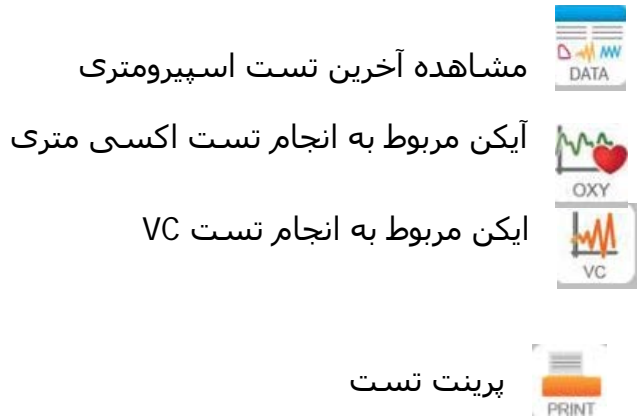 مشاهده آخرین تست اسپیرومتری
DATA
آیکن مربوط به انجام تست اکسی متری
OXY
ایکن مربوط به انجام تست VC
VC
پرینت تست
PRINT